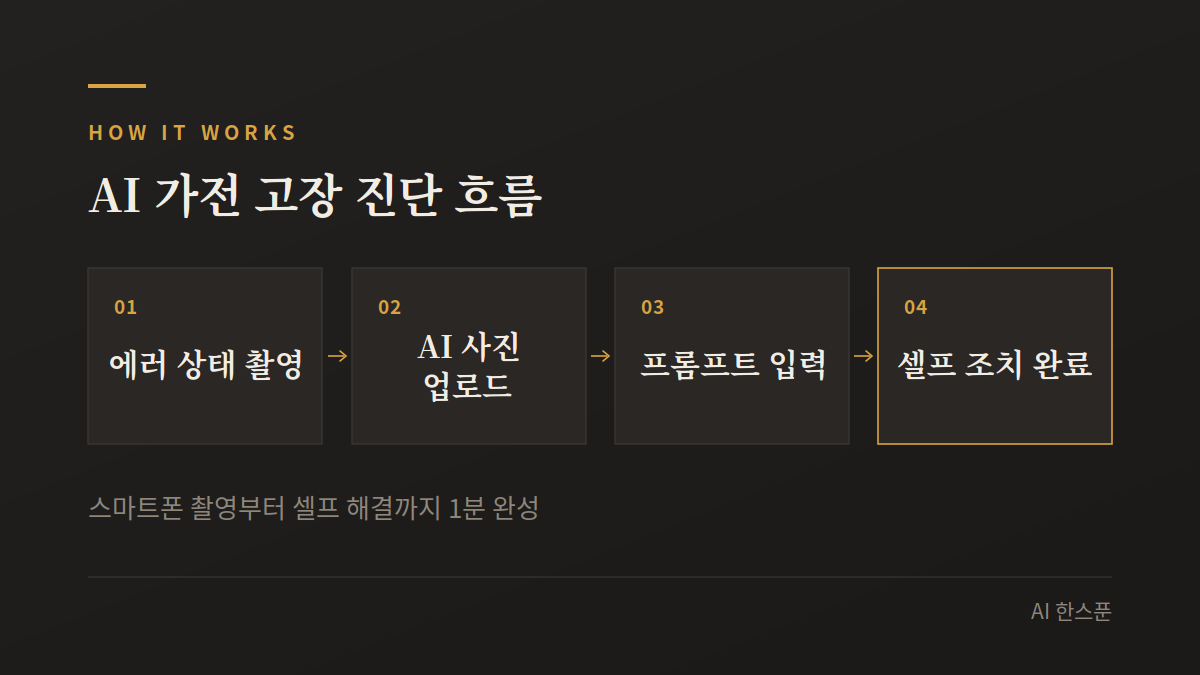 HOW IT WORKS
AI 가전 고장 진단 흐름
01
에러 상태 촬영
→
02
AI 사진
업로드
→
03
프롬프트 입력
→
04
셀프 조치 완료
스마트폰 촬영부터 셀프 해결까지 1분 완성
AI 한스푼